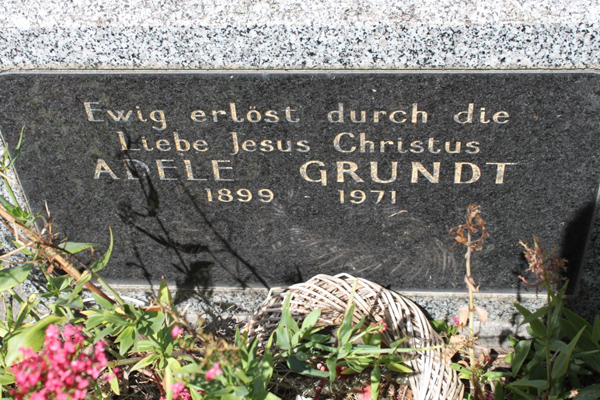 Ewig erlöst durch die
Liebe Jesus Christus
ADELE GRUNDT
1899 1971